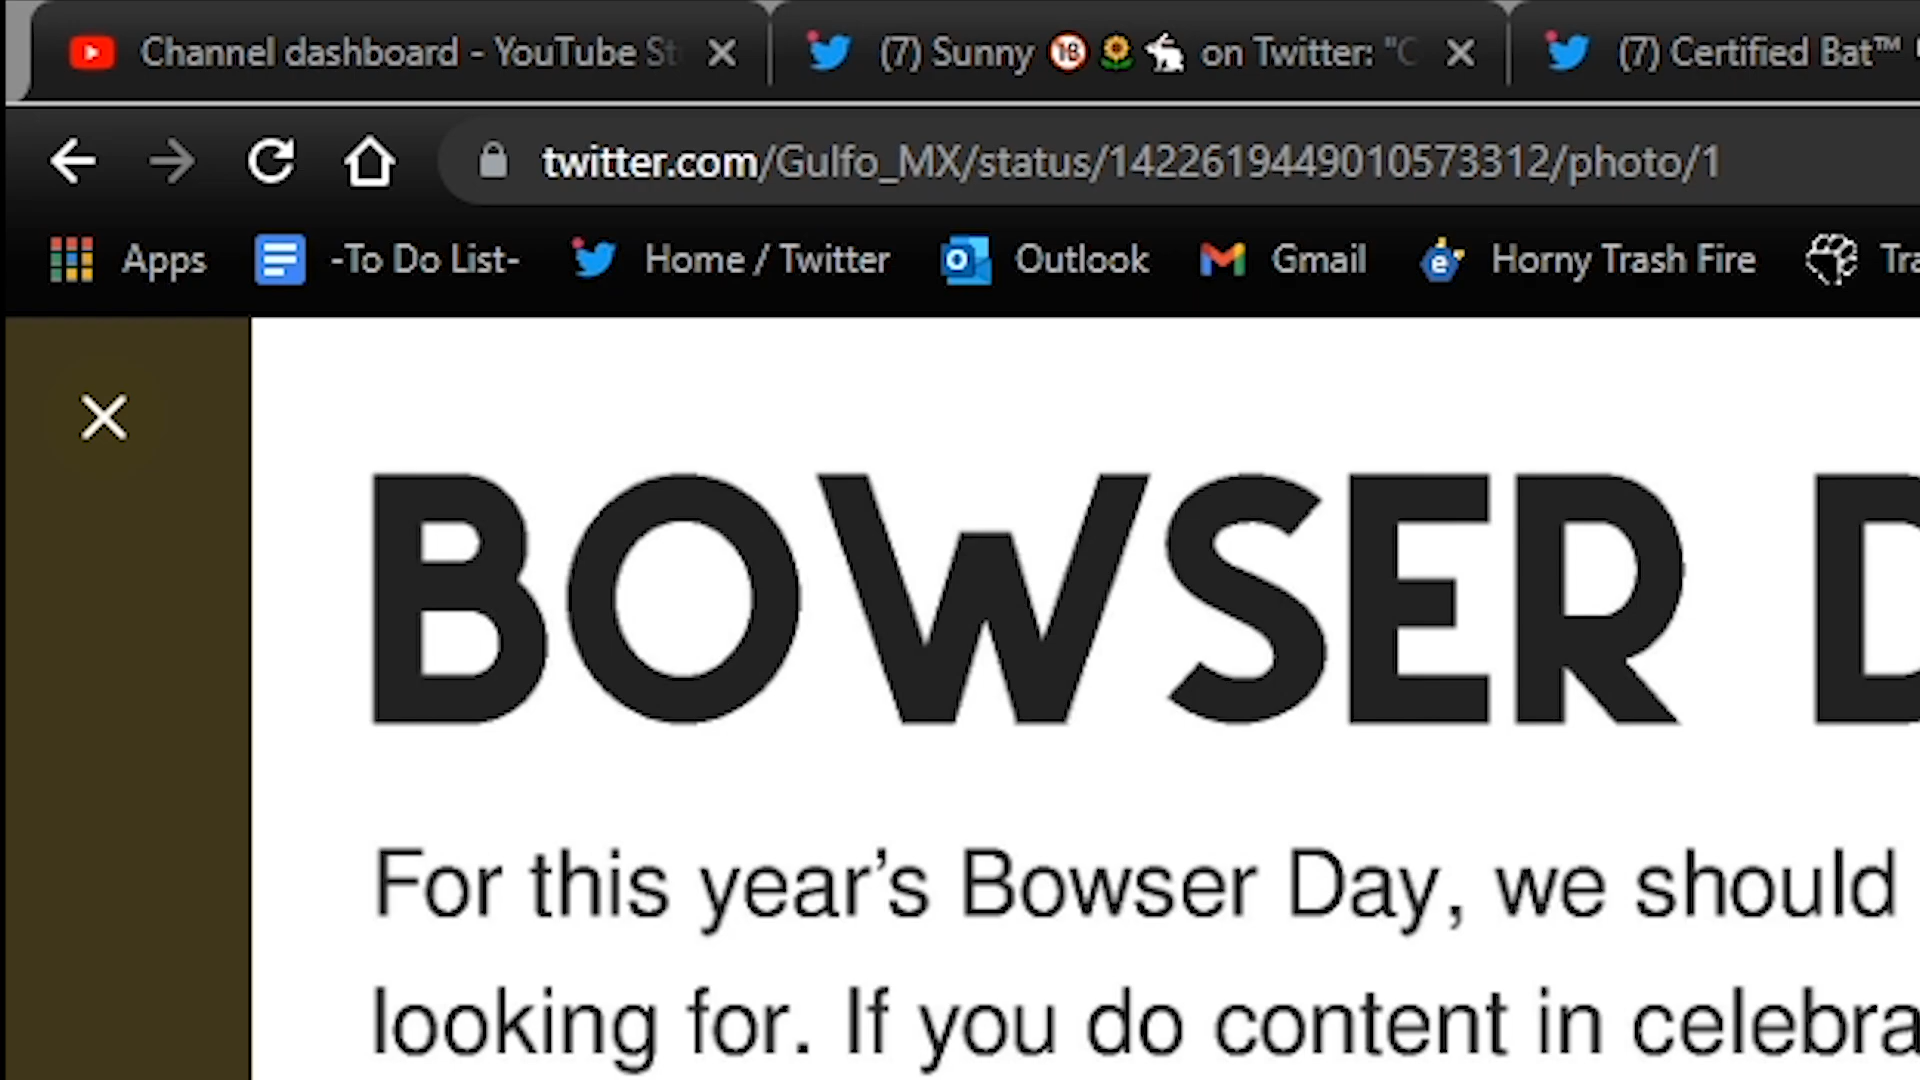 Channel dashboard - YouTube St
(7) Sunny 🔞🌻🐇 on Twitter: "C
(7) Certified Bat™
twitter.com/Gulfo_MX/status/1422619449010573312/photo/1
Apps -To Do List- Home / Twitter Outlook Gmail Horny Trash Fire Tra
BOWSER D
For this year's Bowser Day, we should
looking for. If you do content in celebra